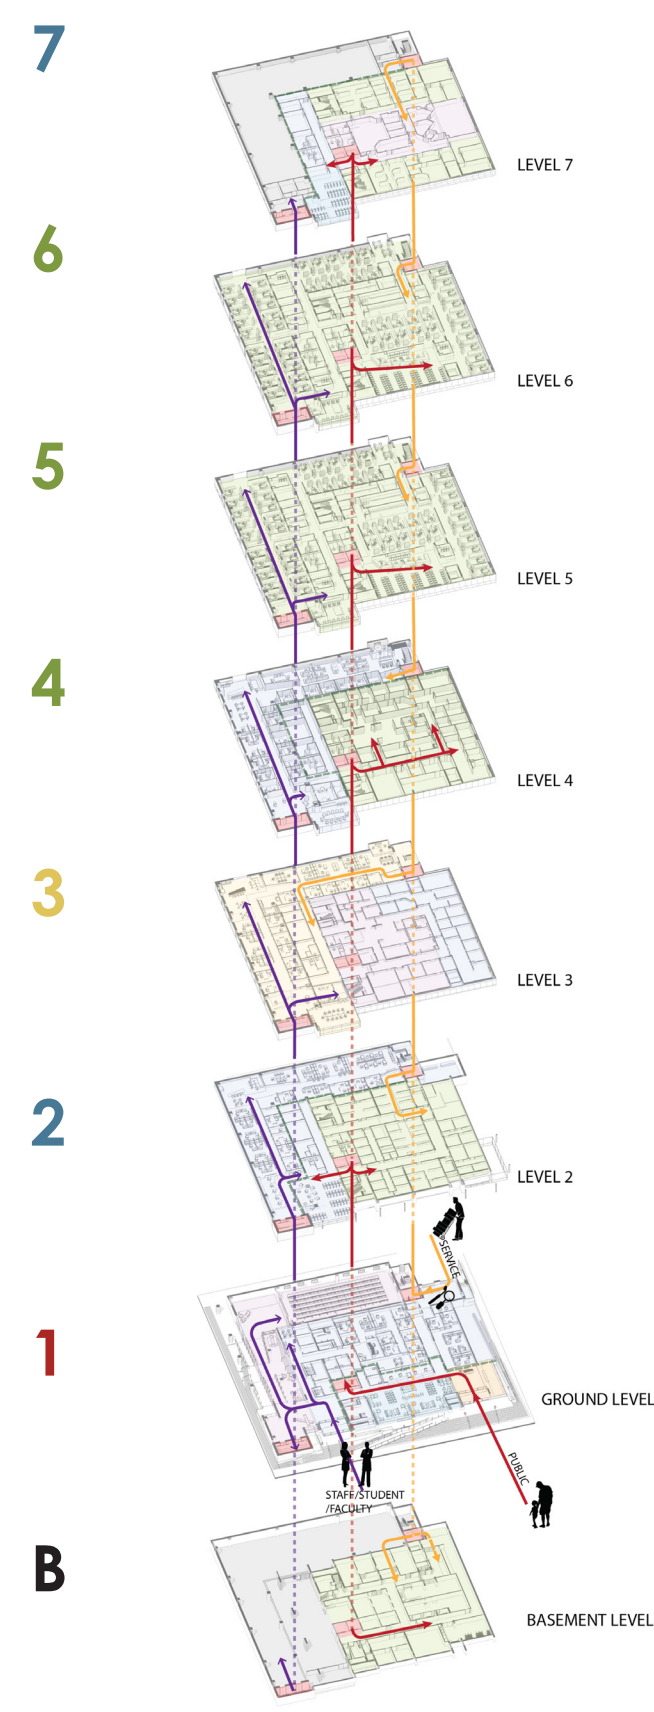 7
LEVEL 7
6
LEVEL 6
5
LEVEL 5
4
LEVEL 4
3
LEVEL 3
2
LEVEL 2
SERVICE
1
GROUND LEVEL
PUBLIC
STAFF/STUDENT
/FACULTY
B
BASEMENT LEVEL